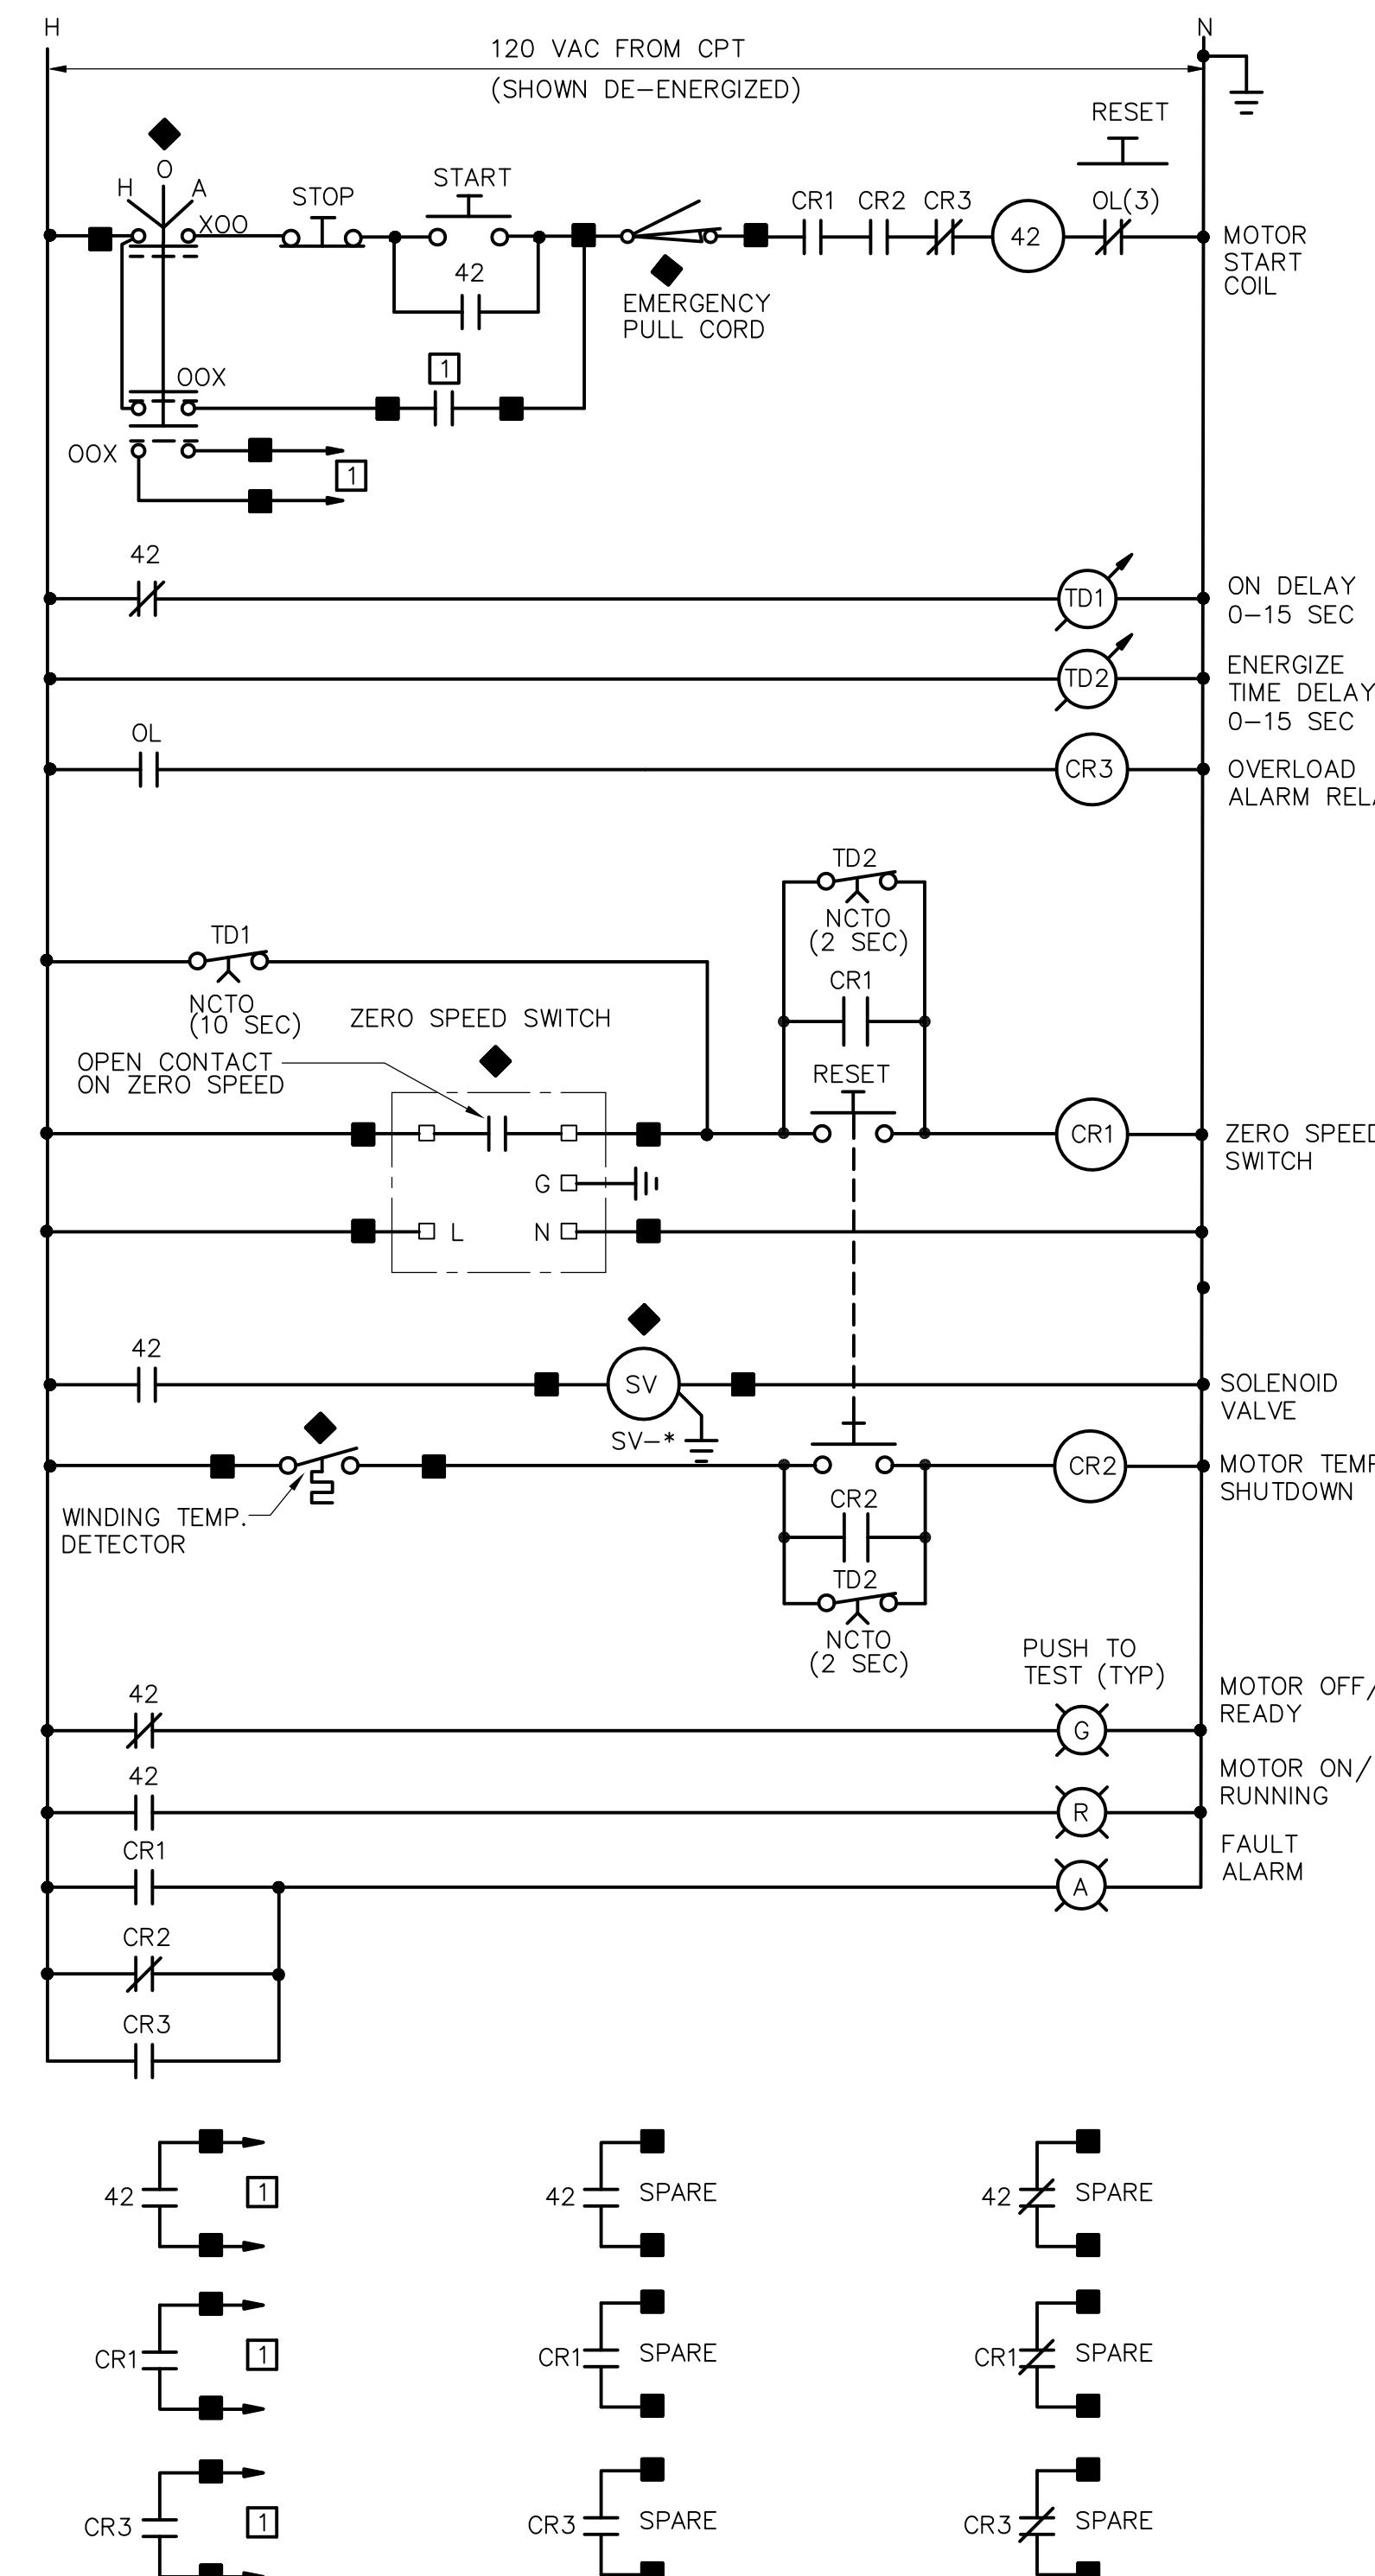 H
N
120 VAC FROM CPT
(SHOWN DE-ENERGIZED)
RESET
O
H
A
XOO
STOP
START
CR1
CR2
CR3
OL(3)
42
42
MOTOR
START
COIL
EMERGENCY
PULL CORD
OOX
1
OOX
1
42
TD1
ON DELAY
0-15 SEC
TD2
ENERGIZE
TIME DELAY
0-15 SEC
OL
CR3
OVERLOAD
ALARM
TD2
NCTO
(2 SEC)
TD1
NCTO
(10 SEC)
CR1
ZERO SPEED SWITCH
OPEN CONTACT
ON ZERO SPEED
RESET
CR1
ZERO SPEED
SWITCH
G
L
N
42
SV
SV-*
SOLENOID
VALVE
WINDING TEMP.
DETECTOR
CR2
MOTOR
SHUTDOWN
CR2
TD2
NCTO
(2 SEC)
PUSH TO
TEST (TYP)
42
G
MOTOR OFF/
READY
42
R
MOTOR ON/
RUNNING
CR1
A
FAULT
ALARM
CR2
CR3
42
1
42
SPARE
42
SPARE
CR1
1
CR1
SPARE
CR1
SPARE
CR3
1
CR3
SPARE
CR3
SPARE